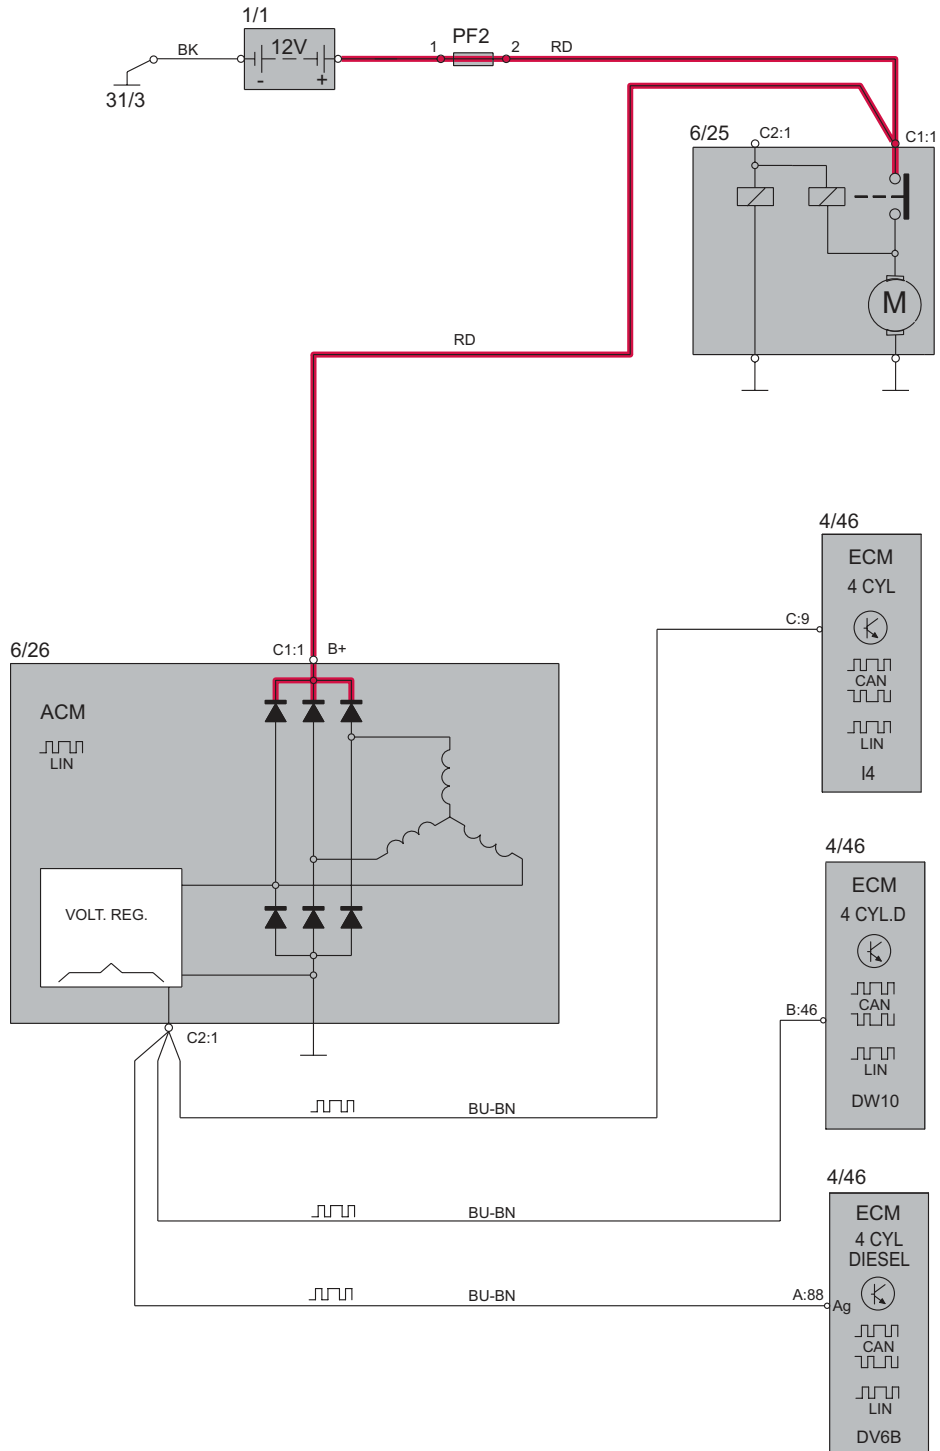 1/1
BK
12V
- +
31/3
1 PF2 2 RD
6/25 C2:1 C1:1
M
RD
4/46
ECM
4 CYL
C:9
CAN
LIN
I4
6/26 C1:1 B+
ACM
LIN
VOLT. REG.
C2:1
4/46
ECM
4 CYL.D
CAN
B:46
LIN
DW10
BU-BN
BU-BN
4/46
ECM
4 CYL
DIESEL
BU-BN A:88 Ag
CAN
LIN
DV6B